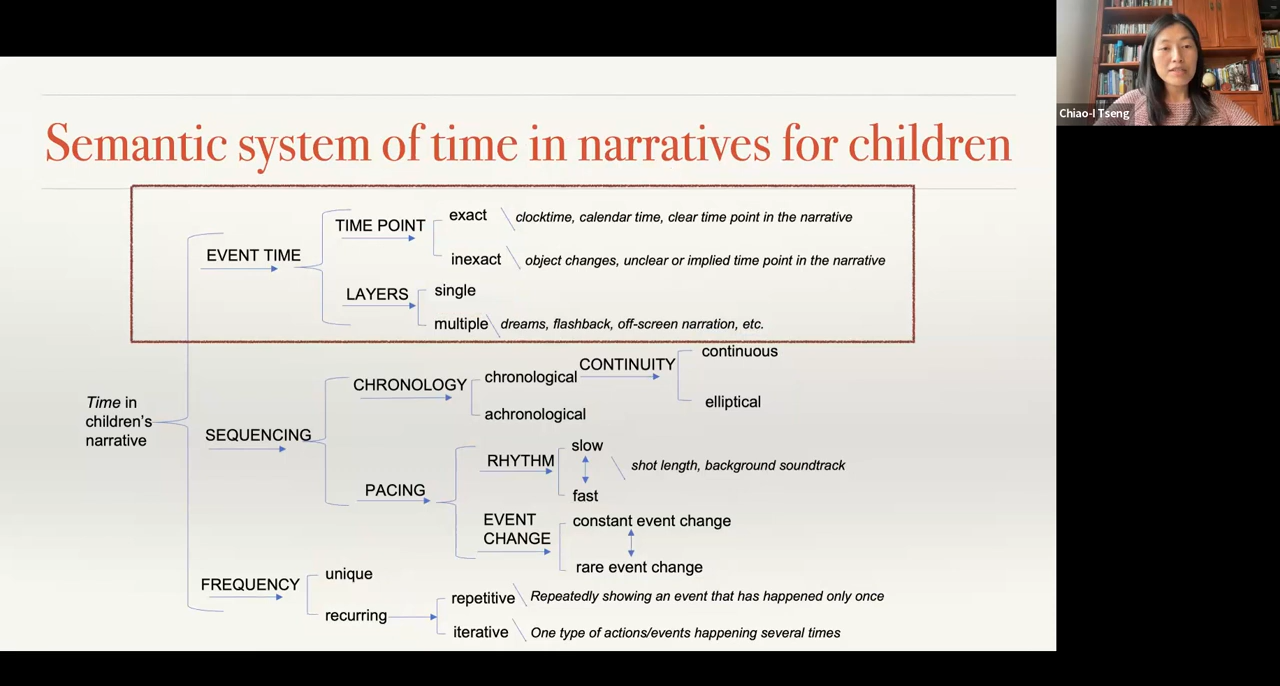 Semantic system of time in narratives for children
Chiao-I Tseng
TIME POINT
exact
clocktime, calendar time, clear time point in the narrative
inexact
object changes, unclear or implied time point in the narrative
EVENT TIME
LAYERS
single
multiple
dreams, flashback, off-screen narration, etc.
Time in
children's
narrative
SEQUENCING
CHRONOLOGY
chronological
CONTINUITY
continuous
elliptical
achronological
PACING
RHYTHM
slow
fast
shot length, background soundtrack
EVENT
CHANGE
constant event change
rare event change
FREQUENCY
unique
recurring
repetitive
Repeatedly showing an event that has happened only once
iterative
One type of actions/events happening several times